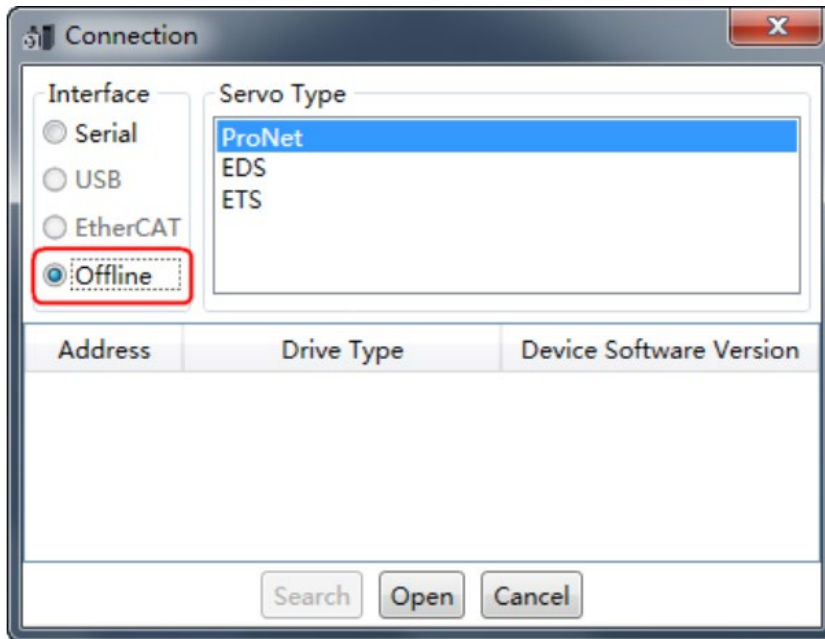 Connection
Interface
Serial
USB
EtherCAT
Offline
Servo Type
ProNet
EDS
ETS
Address Drive Type Device Software Version
Search Open Cancel